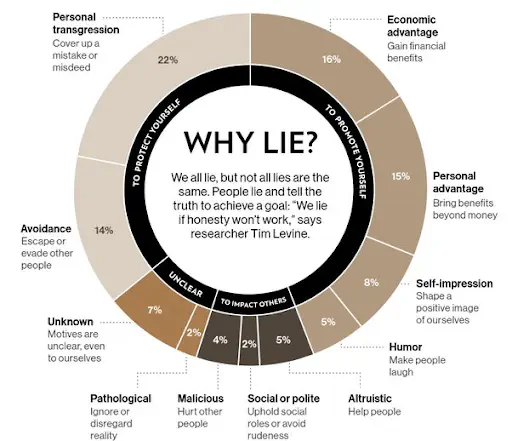 Personal
transgression
Cover up a
mistake or
misdeed
22%
Economic
advantage
Gain financial
benefits
16%
TO PROTECT YOURSELF
TO PROMOTE YOURSELF
WHY LIE?
We all lie, but not all lies are the
same. People lie and tell the
truth to achieve a goal: “We lie
if honesty won’t work,” says
researcher Tim Levine.
15%
Personal
advantage
Bring benefits
beyond money
Avoidance
Escape or
evade other
people
14%
8%
Self-impression
Shape a
positive image
of ourselves
UNCLEAR
TO IMPACT OTHERS
Unknown
Motives are
unclear, even
to ourselves
7%
2%
4%
2%
5%
5%
Humor
Make people
laugh
Pathological
Ignore or
disregard
reality
Malicious
Hurt other
people
Social or polite
Uphold social
roles or avoid
rudeness
Altruistic
Help people